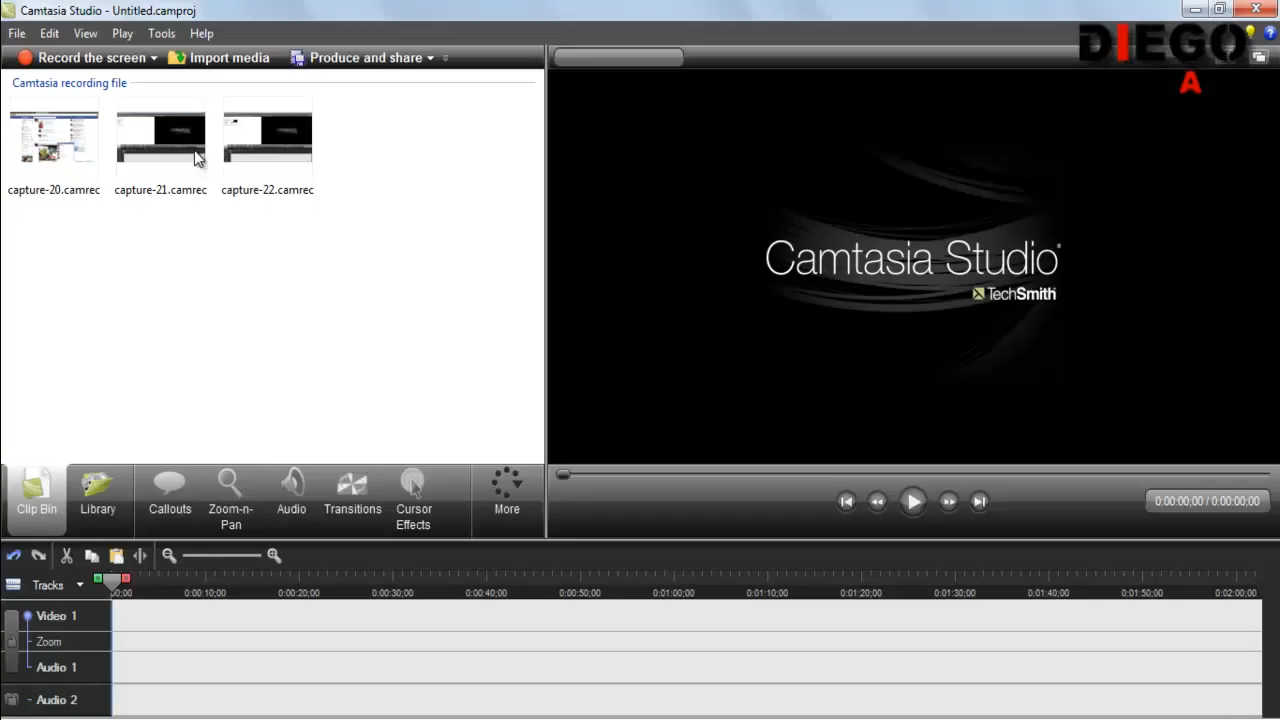 Camtasia Studio - Untitled.camproj
File Edit View Play Tools Help
DIEGO
A
Record the screen Import media Produce and share
Camtasia recording file
capture-20.camrec capture-21.camrec capture-22.camrec
Camtasia Studio®
TechSmith
Clip Bin Library Callouts Zoom-n-Pan Audio Transitions Cursor Effects More
0:00:00;00 / 0:00:00;00
Tracks
00;00 0:00:10;00 0:00:20;00 0:00:30;00 0:00:40;00 0:00:50;00 0:01:00;00 0:01:10;00 0:01:20;00 0:01:30;00 0:01:40;00 0:01:50;00 0:02:00;00
Video 1
Zoom
Audio 1
Audio 2